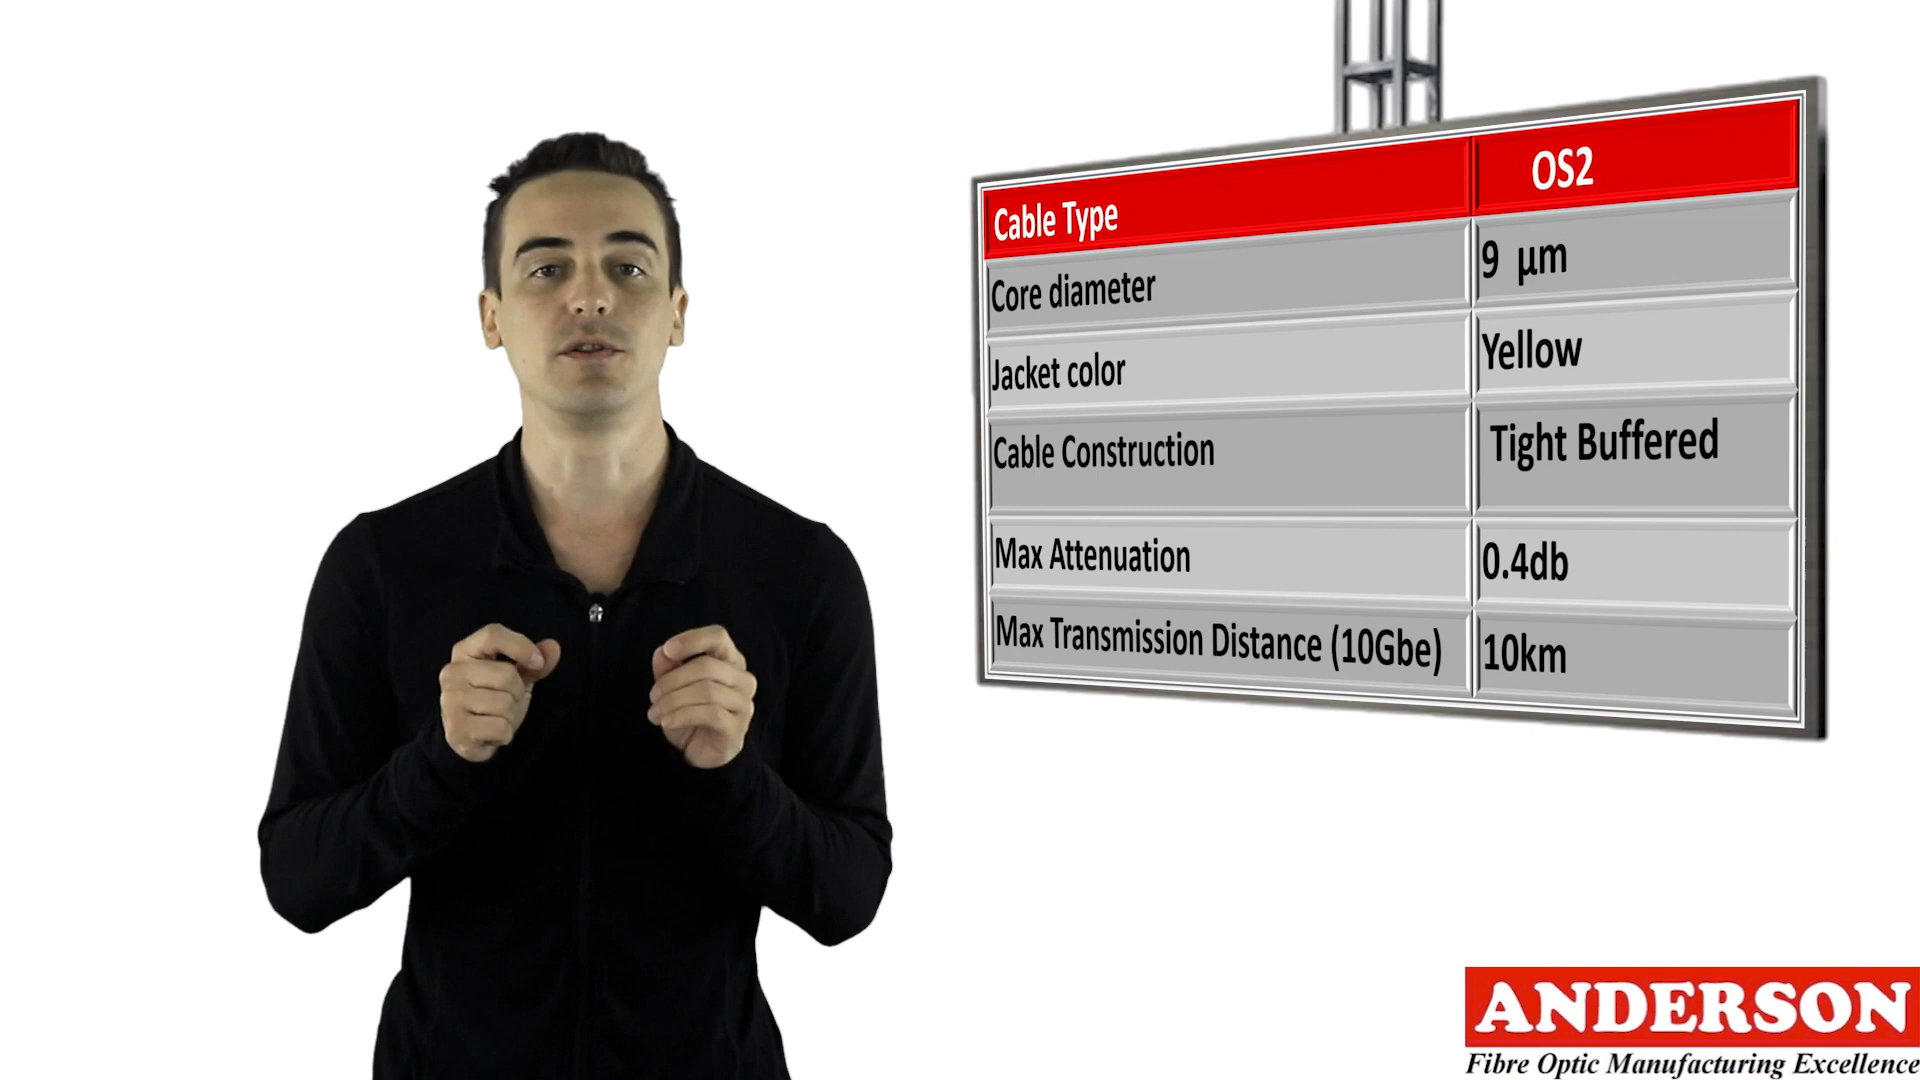 Cable Type OS2
Core diameter 9 µm
Jacket color Yellow
Cable Construction Tight Buffered
Max Attenuation 0.4db
Max Transmission Distance (10Gbe) 10km
ANDERSON
Fibre Optic Manufacturing Excellence